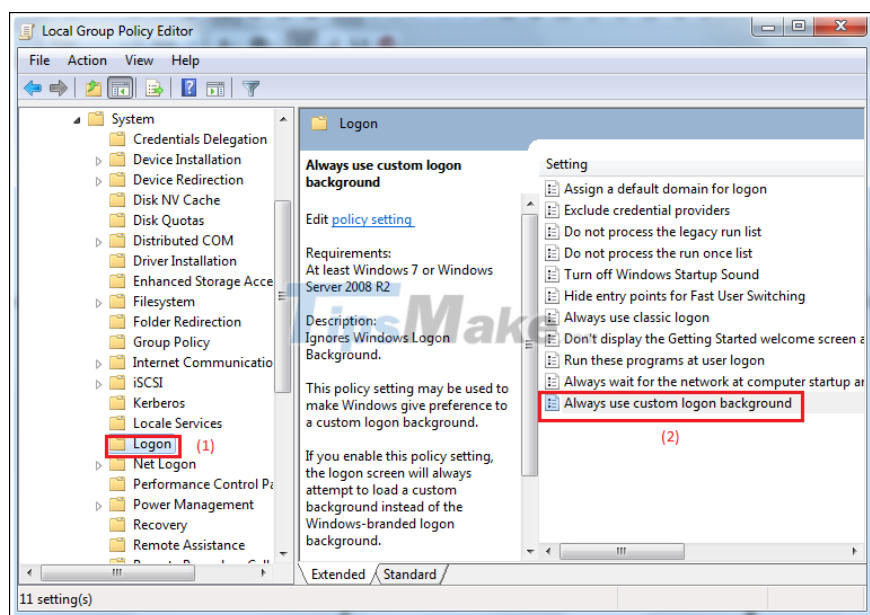 Local Group Policy Editor
File Action View Help
System
Credentials Delegation
Device Installation
Device Redirection
Disk NV Cache
Disk Quotas
Distributed COM
Driver Installation
Enhanced Storage Acce
Filesystem
Folder Redirection
Group Policy
Internet Communicatio
iSCSI
Kerberos
Locale Services
Logon (1)
Net Logon
Performance Control Pa
Power Management
Recovery
Remote Assistance
Logon
Always use custom logon
background
Edit policy setting
Requirements:
At least Windows 7 or Windows
Server 2008 R2
Description:
Ignores Windows Logon
Background.
This policy setting may be used to
make Windows give preference to
a custom logon background.
If you enable this policy setting,
the logon screen will always
attempt to load a custom
background instead of the
Windows-branded logon
background.
Setting
Assign a default domain for logon
Exclude credential providers
Do not process the legacy run list
Do not process the run once list
Turn off Windows Startup Sound
Hide entry points for Fast User Switching
Always use classic logon
Don't display the Getting Started welcome screen a
Run these programs at user logon
Always wait for the network at computer startup an
Always use custom logon background
(2)
TipsMake
Extended Standard
11 setting(s)